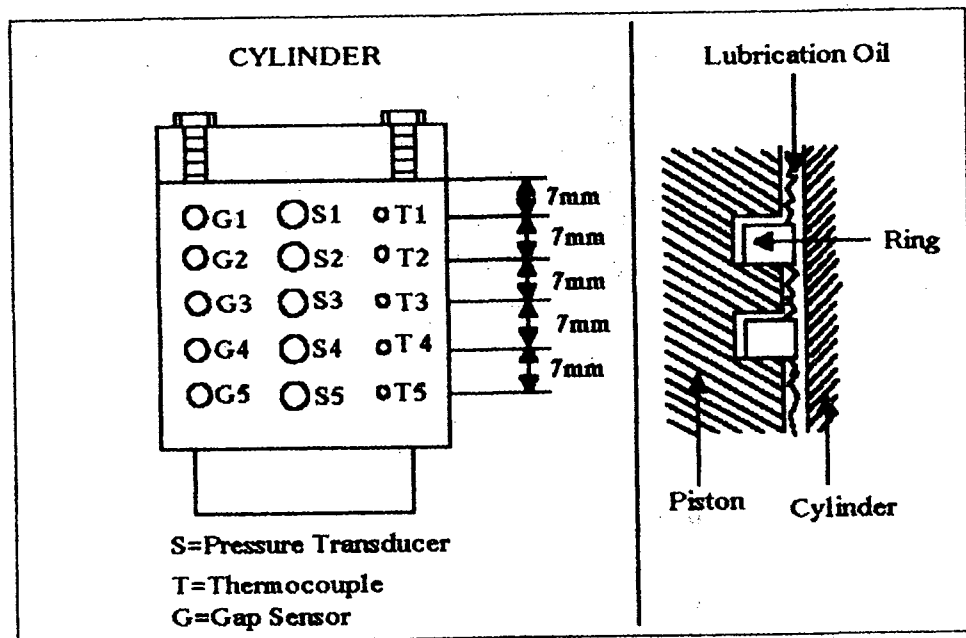 CYLINDER
G1 S1 T1
G2 S2 T2
G3 S3 T3
G4 S4 T4
G5 S5 T5
7mm
7mm
7mm
7mm
7mm
S=Pressure Transducer
T=Thermocouple
G=Gap Sensor
Lubrication Oil
Ring
Piston
Cylinder